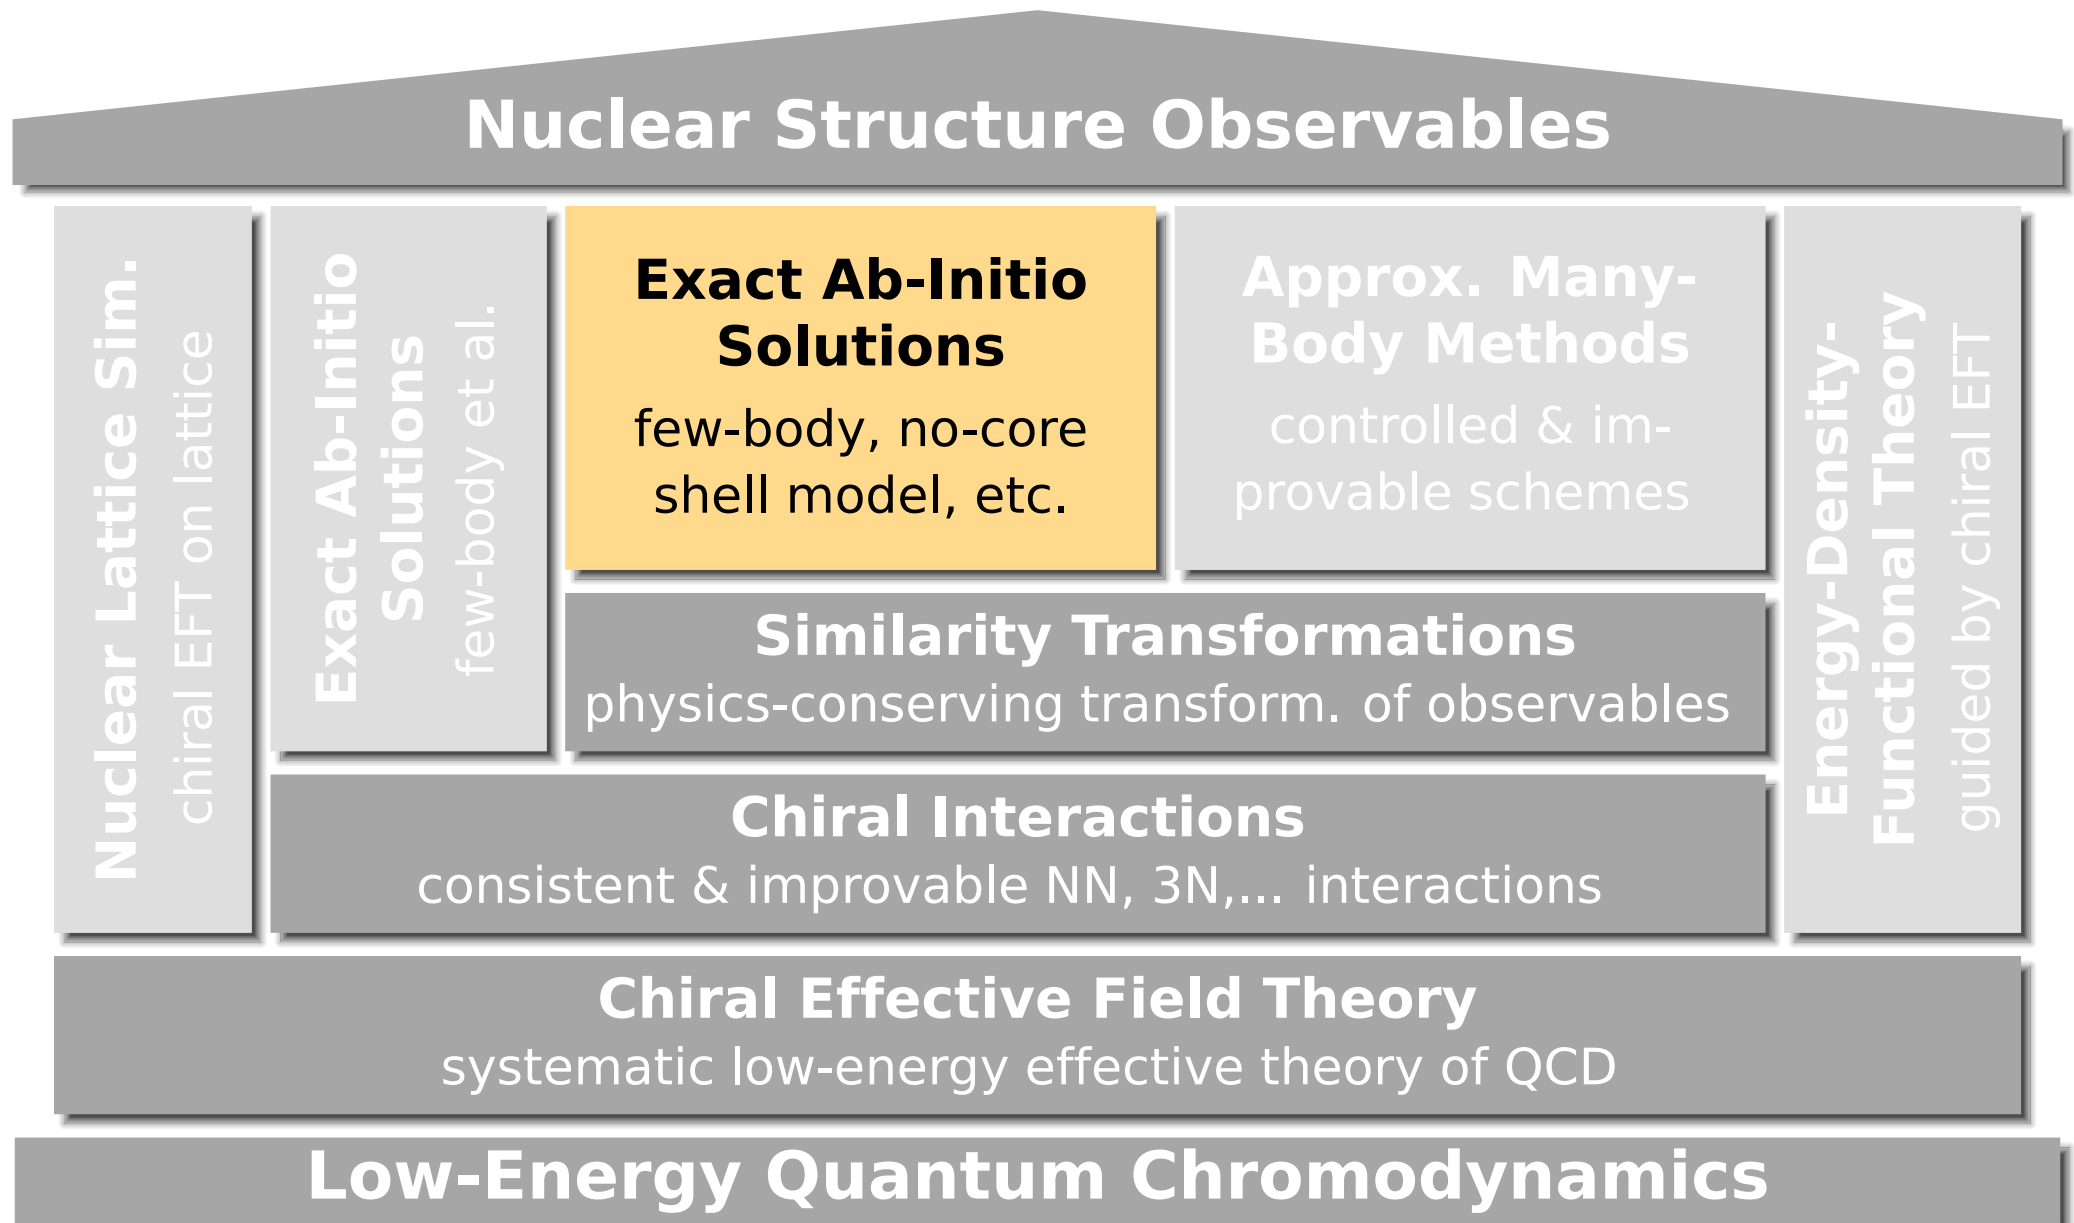 Nuclear Structure Observables
Nuclear Lattice Sim.
chiral EFT on lattice
Exact Ab-Initio
Solutions
few-body et al.
Exact Ab-Initio
Solutions
few-body, no-core
shell model, etc.
Approx. Many-
Body Methods
controlled & im-
provable schemes
Energy-Density-
Functional Theory
guided by chiral EFT
Similarity Transformations
physics-conserving transform. of observables
Chiral Interactions
consistent & improvable NN, 3N,... interactions
Chiral Effective Field Theory
systematic low-energy effective theory of QCD
Low-Energy Quantum Chromodynamics